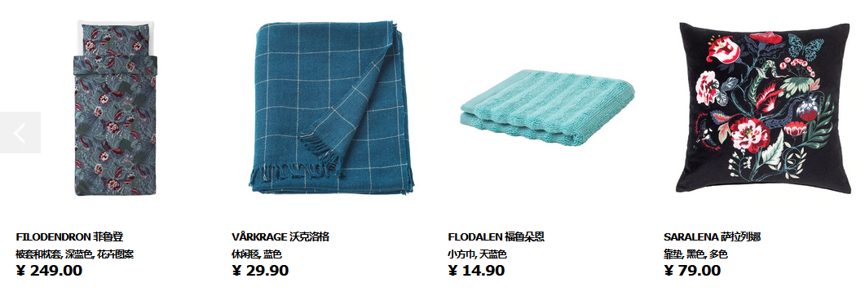 FILODENDRON 菲鲁登
被套和枕套, 深蓝色, 花卉图案
¥ 249.00
VÅRKRAGE 沃克洛格
休闲毯, 蓝色
¥ 29.90
FLODALEN 福鲁朵恩
小方巾, 天蓝色
¥ 14.90
SARALENA 萨拉列娜
靠垫, 黑色, 多色
¥ 79.00